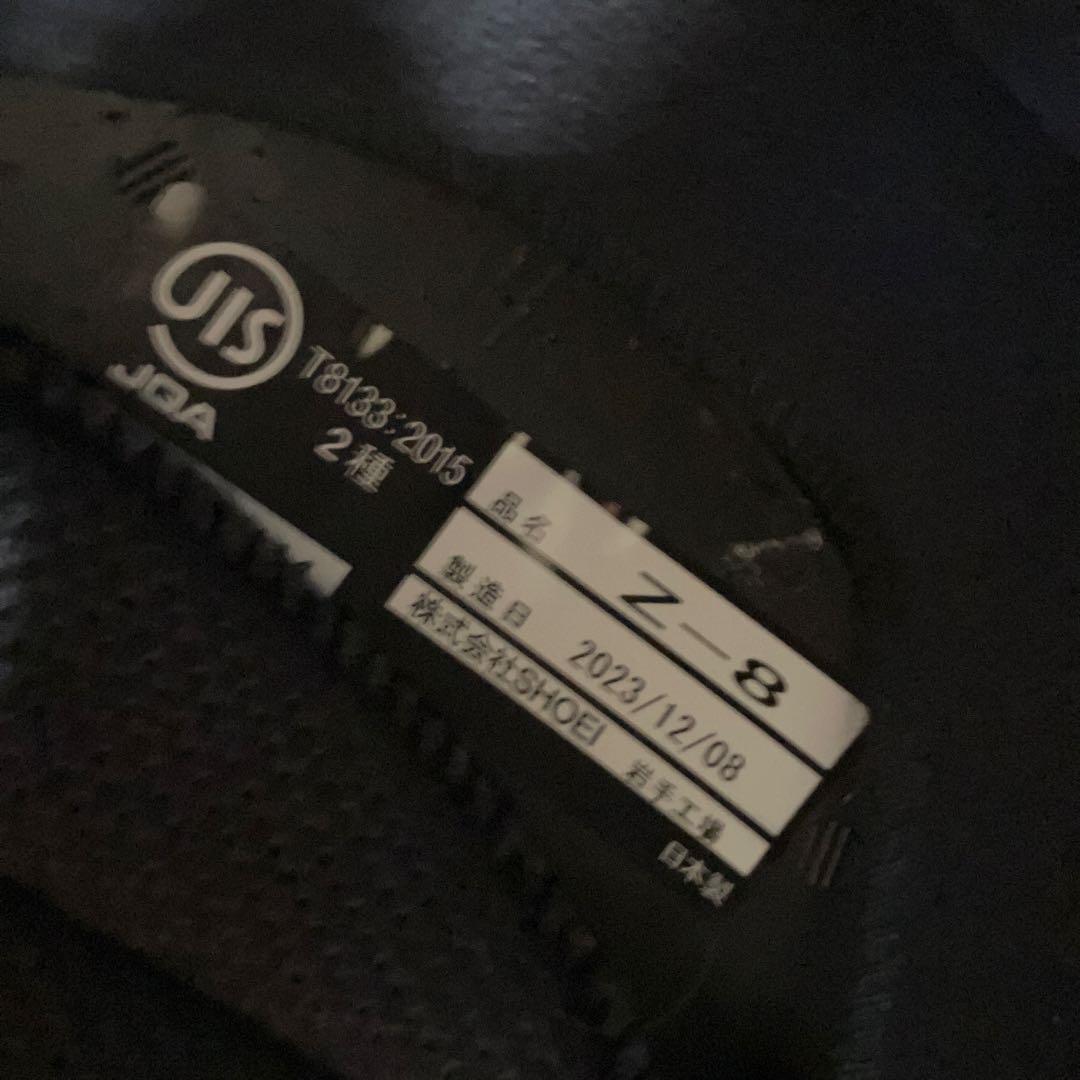 JIS
JQA
T8133:2015
2種
品名 Z-8
製造日 2023/12/08
株式会社SHOEI 岩手工場
日本製